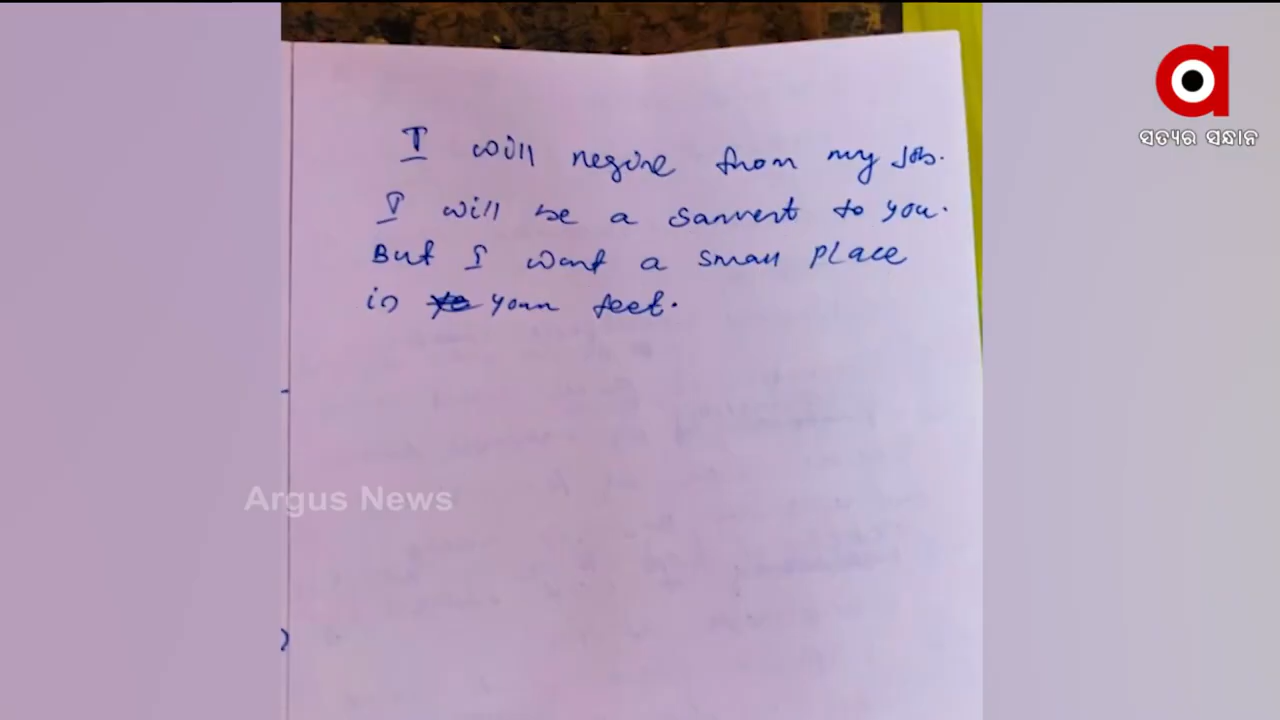 ସତ୍ୟର ସନ୍ଧାନ
I will regire from my Job.
I will be a sarvent to you.
But I want a small place
in your feet.
Argus News